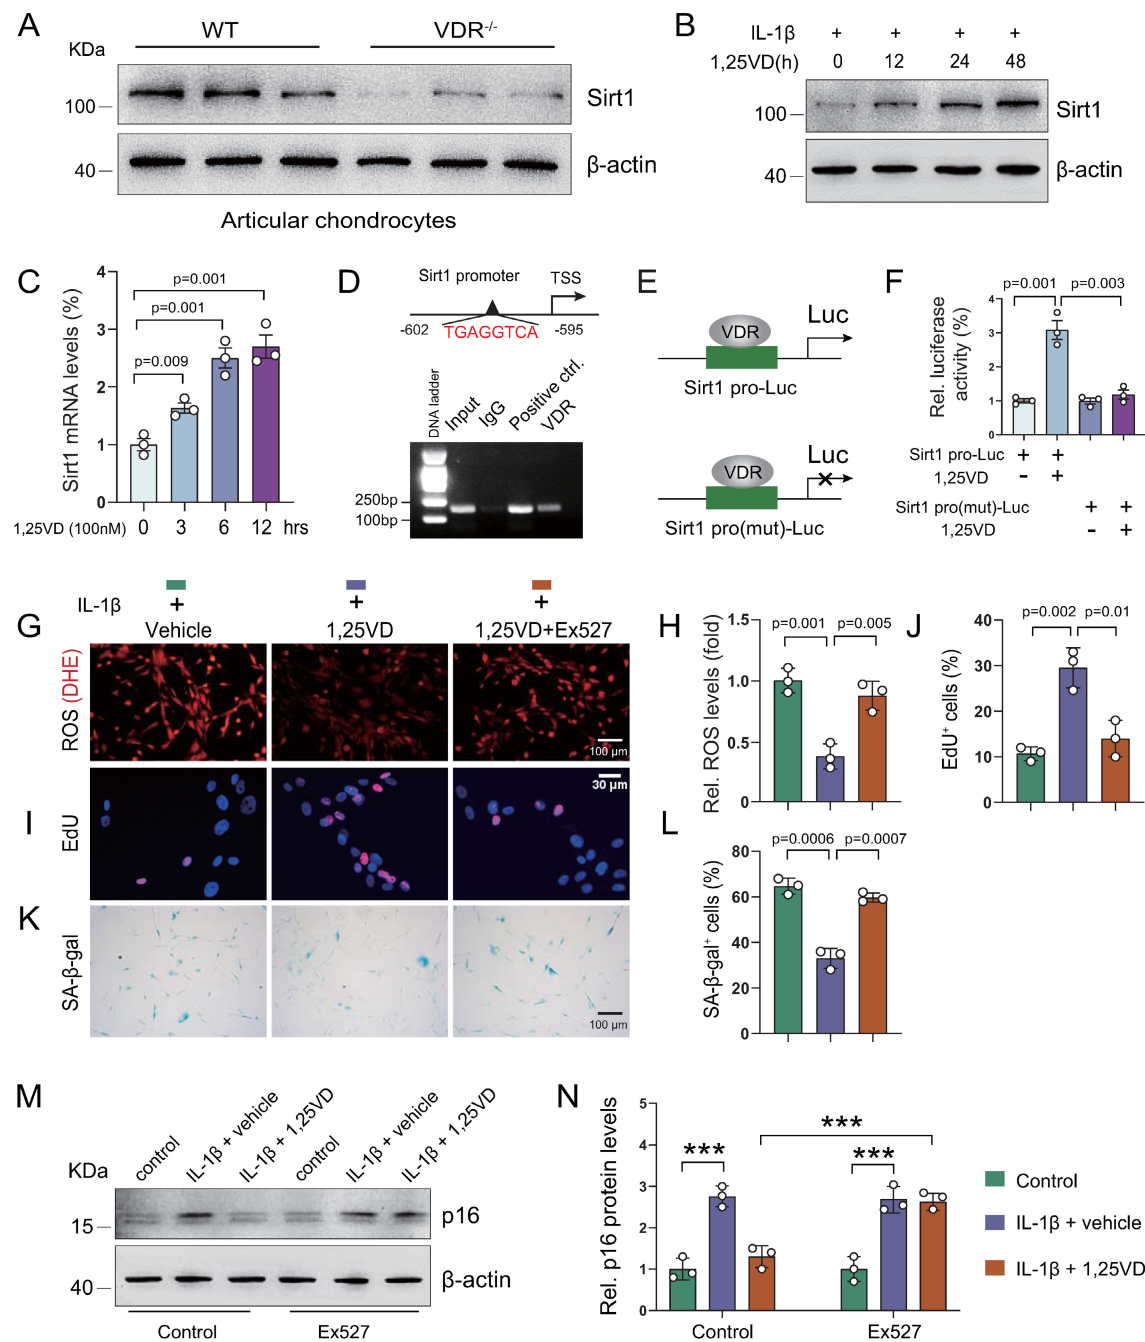 A
WT
VDR-/-
KDa
100
Sirt1
40
β-actin
Articular chondrocytes
B
IL-1β + + + +
1,25VD(h) 0 12 24 48
100
Sirt1
40
β-actin
C
Sirt1 mRNA levels (%)
4
3
2
1
0
p=0.001
p=0.001
p=0.009
1,25VD (100nM) 0 3 6 12 hrs
D
Sirt1 promoter
TSS
-602
TGAGGTCA
-595
DNA ladder
Input
IgG
Positive ctrl.
VDR
250bp
100bp
E
VDR
Luc
Sirt1 pro-Luc
VDR
Luc
Sirt1 pro(mut)-Luc
F
Rel. luciferase
activity (%)
4
3
2
1
0
p=0.001
p=0.003
Sirt1 pro-Luc + +
1,25VD - +
Sirt1 pro(mut)-Luc + +
1,25VD - +
IL-1β + + +
G
Vehicle
1,25VD
1,25VD+Ex527
ROS (DHE)
100 µm
H
Rel. ROS levels (fold)
1.5
1.0
0.5
0
p=0.001
p=0.005
I
EdU
30 µm
J
EdU+ cells (%)
40
30
20
10
0
p=0.002
p=0.01
K
SA-β-gal
100 µm
L
SA-β-gal+ cells (%)
80
60
40
20
0
p=0.0006
p=0.0007
M
control
IL-1β + vehicle
IL-1β + 1,25VD
control
IL-1β + vehicle
IL-1β + 1,25VD
KDa
15
p16
40
β-actin
Control
Ex527
N
Rel. p16 protein levels
5
4
3
2
1
0
***
***
***
Control
Ex527
Control
IL-1β + vehicle
IL-1β + 1,25VD